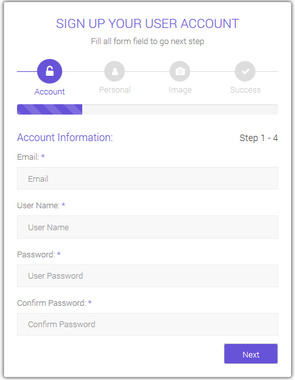 SIGN UP YOUR USER ACCOUNT
Fill all form field to go next step
Account Personal Image Success
Account Information: Step 1 - 4
Email: *
Email
User Name: *
User Name
Password: *
User Password
Confirm Password: *
Confirm Password
Next